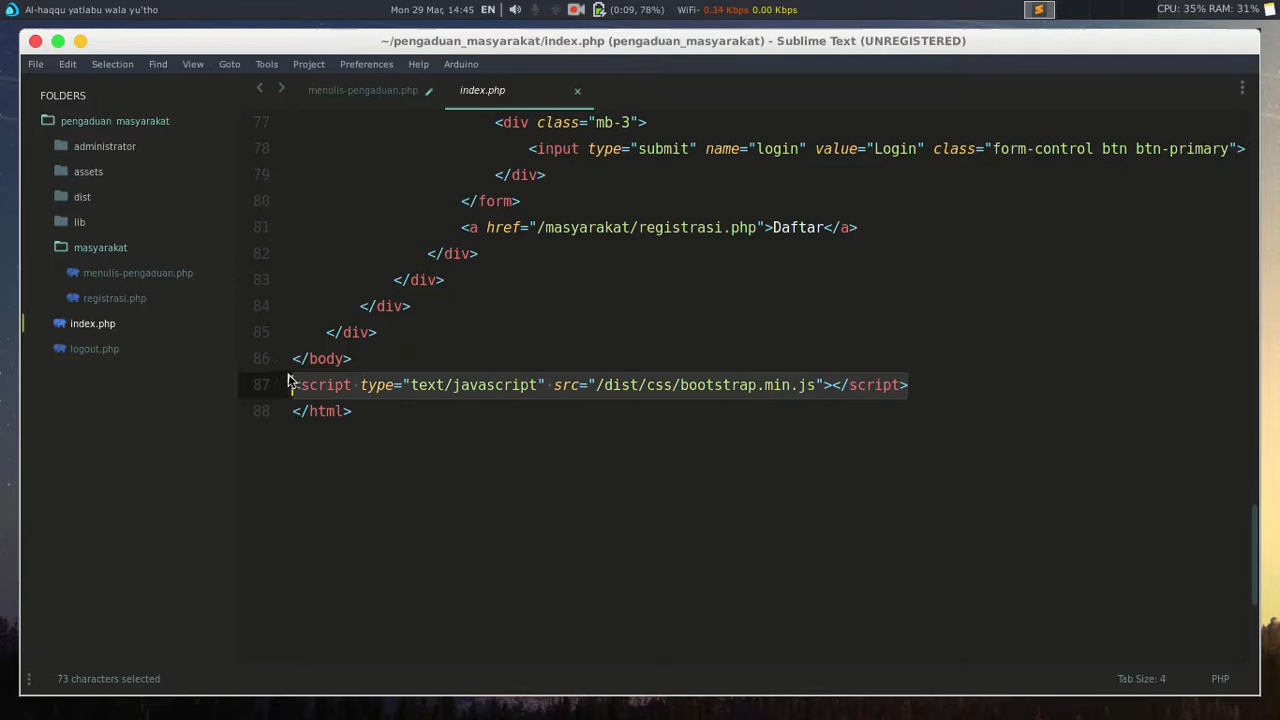 Al-haqqu yatlabu wala yu'tho
Mon 29 Mar, 14:45 EN (0:09, 78%) WiFi- 0.34 Kbps 0.00 Kbps
CPU: 35% RAM: 31%
~/pengaduan_masyarakat/index.php (pengaduan_masyarakat) - Sublime Text (UNREGISTERED)
File Edit Selection Find View Goto Tools Project Preferences Help Arduino
FOLDERS
pengaduan masyarakat
administrator
assets
dist
lib
masyarakat
menulis-pengaduan.php
registrasi.php
index.php
logout.php
menulis-pengaduan.php index.php ×
77 <div class="mb-3">
78 <input type="submit" name="login" value="Login" class="form-control btn btn-primary">
79 </div>
80 </form>
81 <a href="/masyarakat/registrasi.php">Daftar</a>
82 </div>
83 </div>
84 </div>
85 </div>
86 </body>
87 <script type="text/javascript" src="/dist/css/bootstrap.min.js"></script>
88 </html>
73 characters selected
Tab Size: 4 PHP